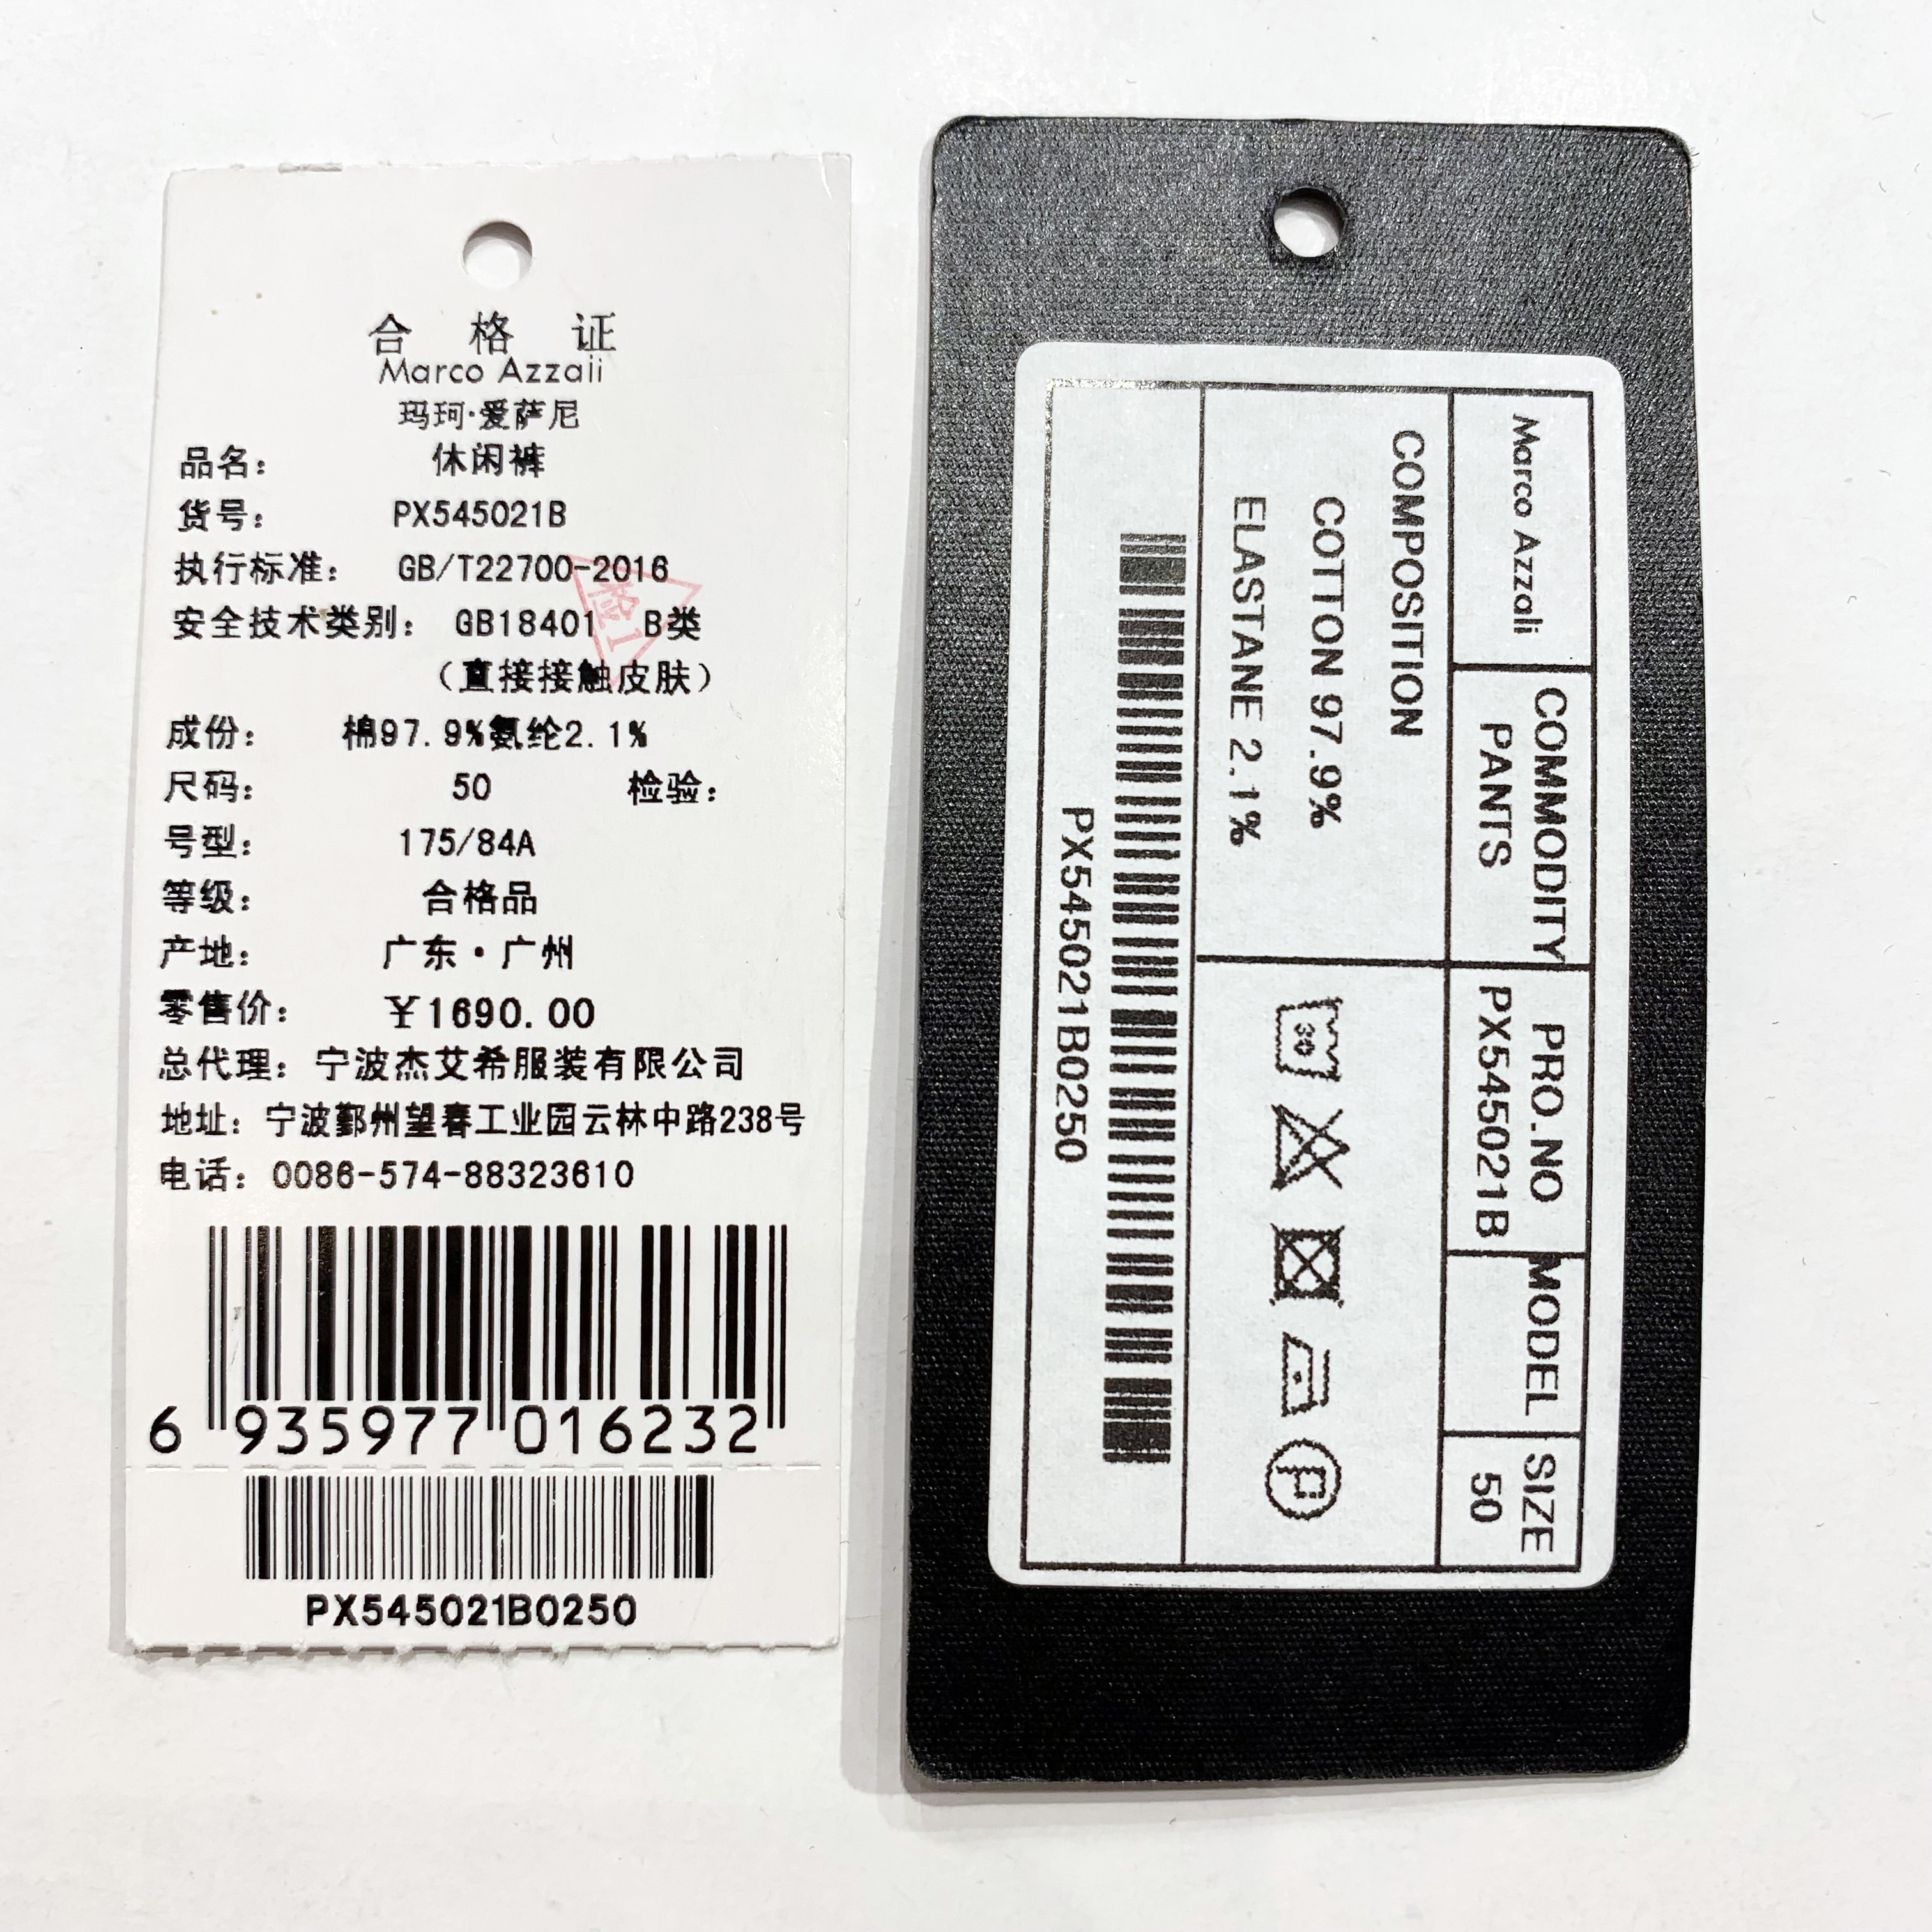 合格证
Marco Azzali
玛珂·爱萨尼
品名： 休闲裤
货号： PX545021B
执行标准： GB/T22700-2016
安全技术类别： GB18401 B类
（直接接触皮肤）
成份： 棉97.9%氨纶2.1%
尺码： 50 检验：
号型： 175/84A
等级： 合格品
产地： 广东·广州
零售价： ¥1690.00
总代理：宁波杰艾希服装有限公司
地址：宁波鄞州望春工业园云林中路238号
电话：0086-574-88323610
6 935977 016232
PX545021B0250
检1
Marco Azzali
COMMODITY
PANTS
PRO.NO
PX545021B
MODEL
SIZE
50
COMPOSITION
COTTON 97.9%
ELASTANE 2.1%
30
P
PX545021B0250